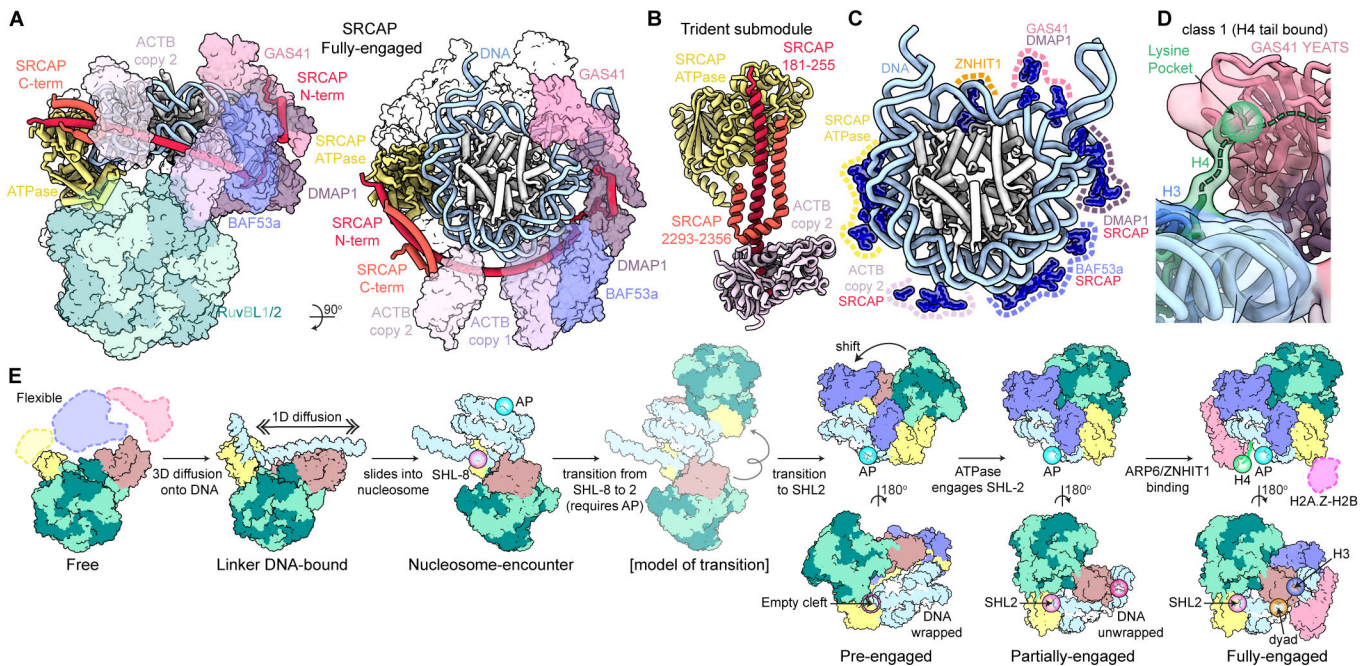 A
SRCAP
C-term
ACTB
copy 2
GAS41
SRCAP
N-term
ATPase
DMAP1
BAF53a
RuvBL1/2
90°
SRCAP
Fully-engaged
DNA
GAS41
SRCAP
ATPase
SRCAP
N-term
SRCAP
C-term
DMAP1
BAF53a
ACTB
copy 2
ACTB
copy 1
B
Trident submodule
SRCAP
ATPase
SRCAP
181-255
ACTB
copy 2
SRCAP
2293-2356
C
DNA
ZNHIT1
GAS41
DMAP1
SRCAP
ATPase
DMAP1
SRCAP
ACTB
copy 2
SRCAP
BAF53a
SRCAP
D
class 1 (H4 tail bound)
Lysine
Pocket
GAS41 YEATS
H4
H3
E
Flexible
Free
3D diffusion
onto DNA
1D diffusion
Linker DNA-bound
slides into
nucleosome
AP
SHL-8
Nucleosome-encounter
transition from
SHL-8 to 2
(requires AP)
[model of transition]
transition
to SHL2
shift
AP
180°
Empty cleft
DNA
wrapped
Pre-engaged
ATPase
engages SHL-2
AP
180°
SHL2
DNA
unwrapped
Partially-engaged
ARP6/ZNHIT1
binding
H4
AP
H2A.Z-H2B
180°
H3
SHL2
dyad
Fully-engaged